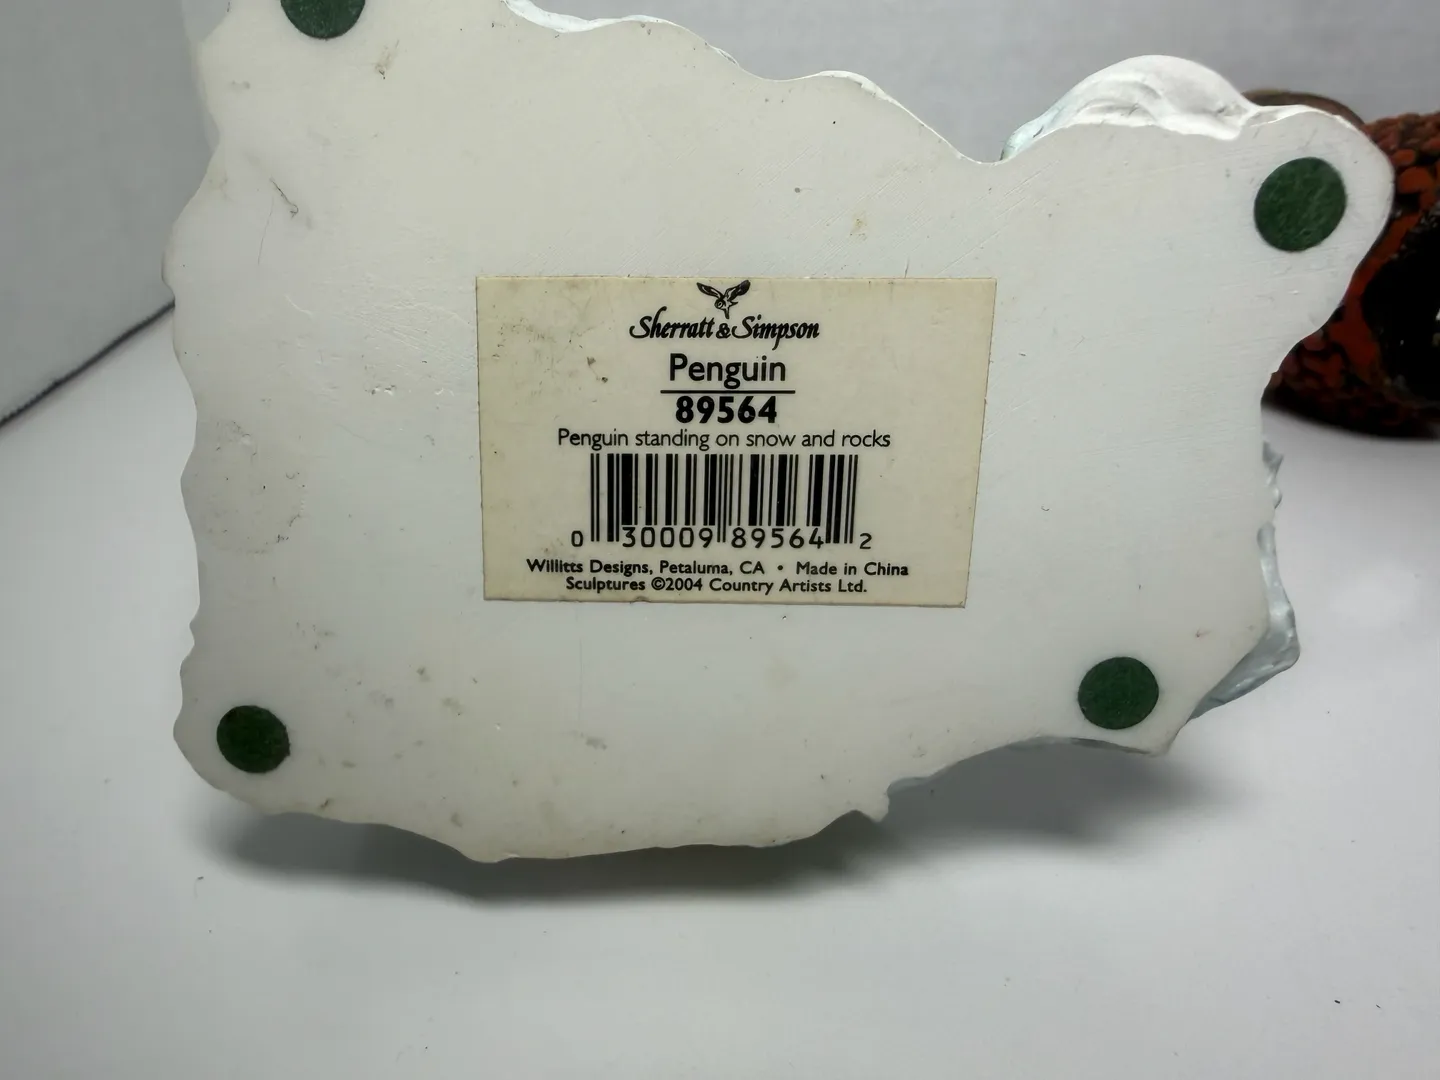 Sherratt & Simpson
Penguin
89564
Penguin standing on snow and rocks
0 30009 89564 2
Willitts Designs, Petaluma, CA • Made in China
Sculptures ©2004 Country Artists Ltd.